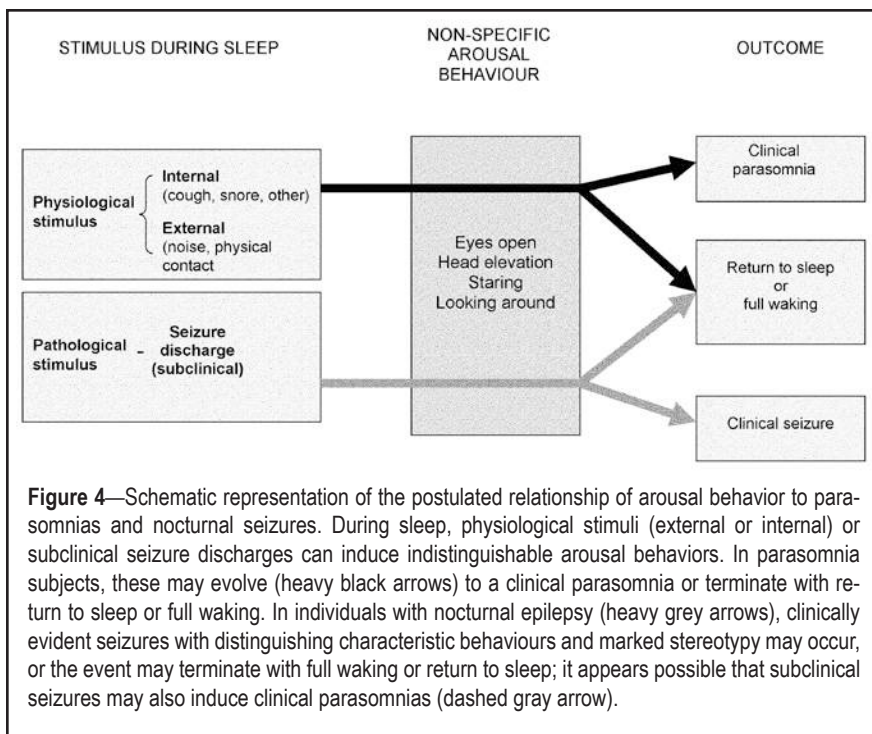 STIMULUS DURING SLEEP
NON-SPECIFIC
AROUSAL
BEHAVIOUR
OUTCOME
Physiological
stimulus
Internal
(cough, snore, other)
External
(noise, physical
contact
Pathological
stimulus
- Seizure
discharge
(subclinical)
Eyes open
Head elevation
Staring
Looking around
Clinical
parasomnia
Return to sleep
or
full waking
Clinical seizure
Figure 4—Schematic representation of the postulated relationship of arousal behavior to para-
somnias and nocturnal seizures. During sleep, physiological stimuli (external or internal) or
subclinical seizure discharges can induce indistinguishable arousal behaviors. In parasomnia
subjects, these may evolve (heavy black arrows) to a clinical parasomnia or terminate with re-
turn to sleep or full waking. In individuals with nocturnal epilepsy (heavy grey arrows), clinically
evident seizures with distinguishing characteristic behaviours and marked stereotypy may occur,
or the event may terminate with full waking or return to sleep; it appears possible that subclinical
seizures may also induce clinical parasomnias (dashed gray arrow).